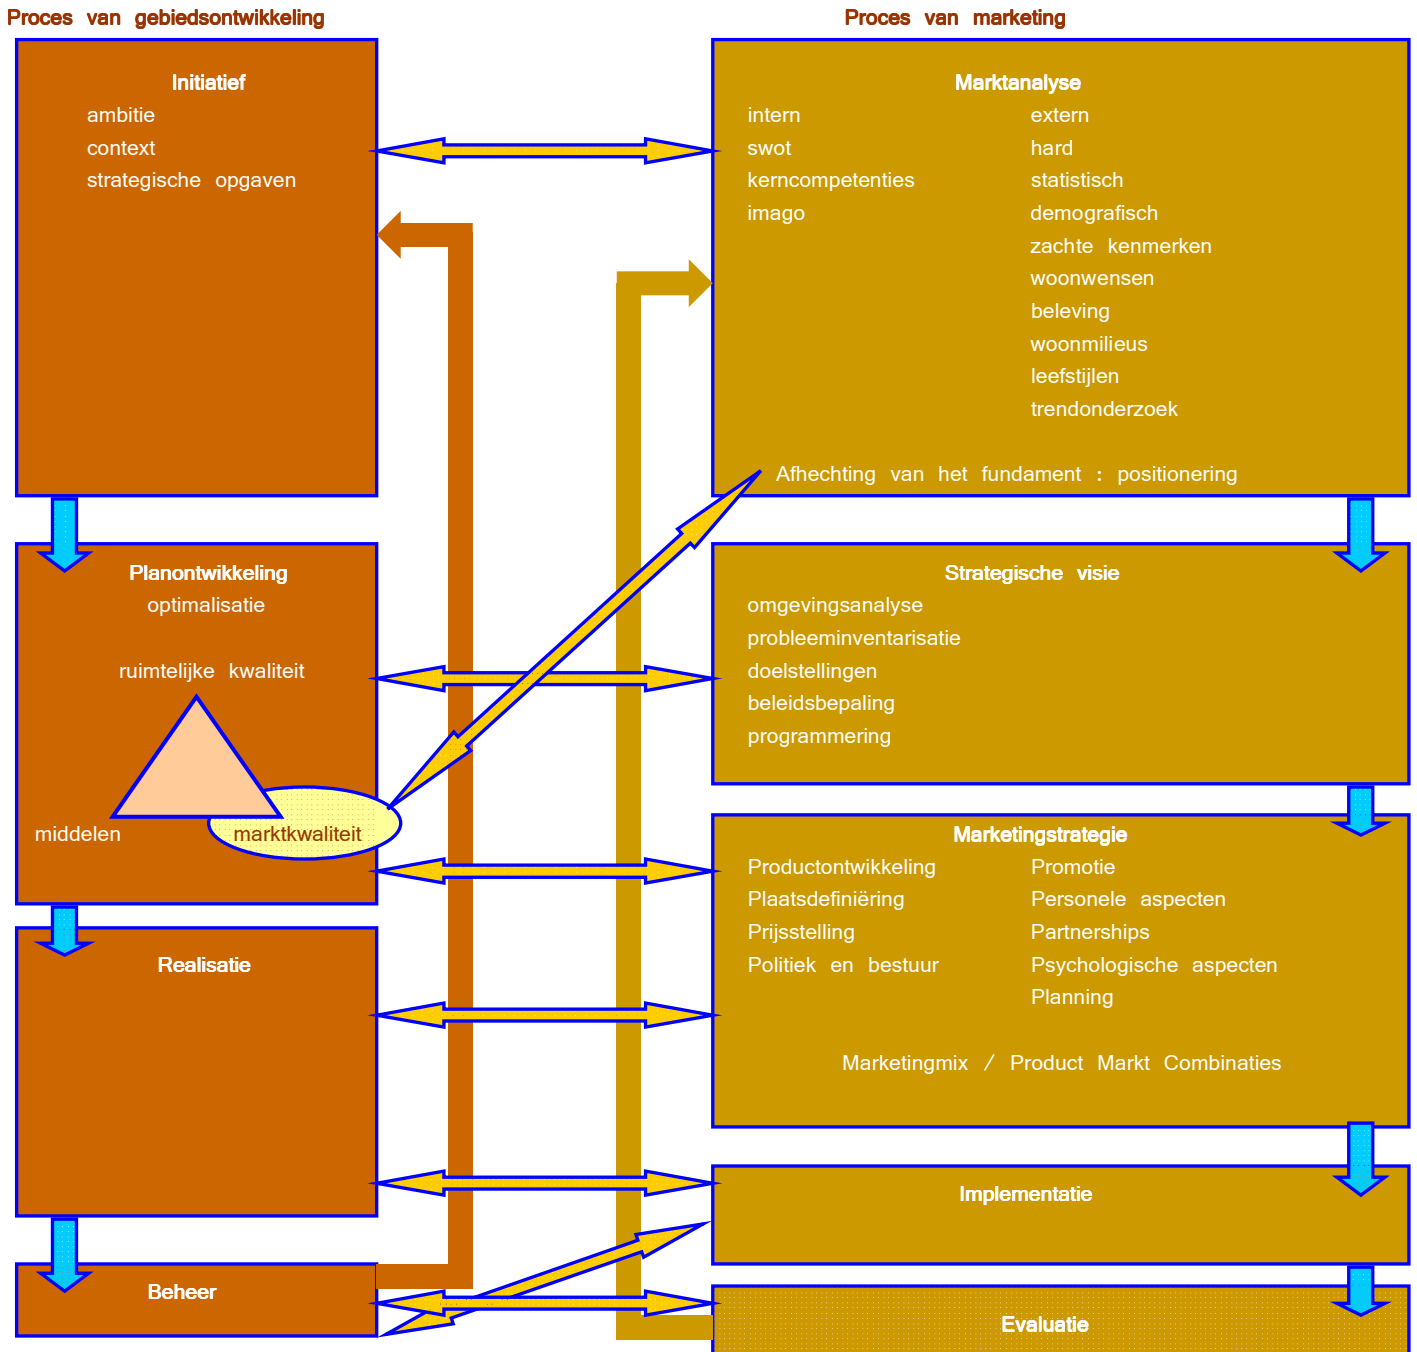 Proces van gebiedsontwikkeling
Proces van marketing
Initiatief
ambitie
context
strategische opgaven
Marktanalyse
intern extern
swot hard
kerncompetenties statistisch
imago demografisch
zachte kenmerken
woonwensen
beleving
woonmilieus
leefstijlen
trendonderzoek
Afhechting van het fundament : positionering
Planontwikkeling
optimalisatie
ruimtelijke kwaliteit
middelen marktkwaliteit
Strategische visie
omgevingsanalyse
probleeminventarisatie
doelstellingen
beleidsbepaling
programmering
Marketingstrategie
Productontwikkeling Promotie
Plaatsdefiniëring Personele aspecten
Prijsstelling Partnerships
Politiek en bestuur Psychologische aspecten
Planning
Marketingmix / Product Markt Combinaties
Realisatie
Implementatie
Beheer
Evaluatie